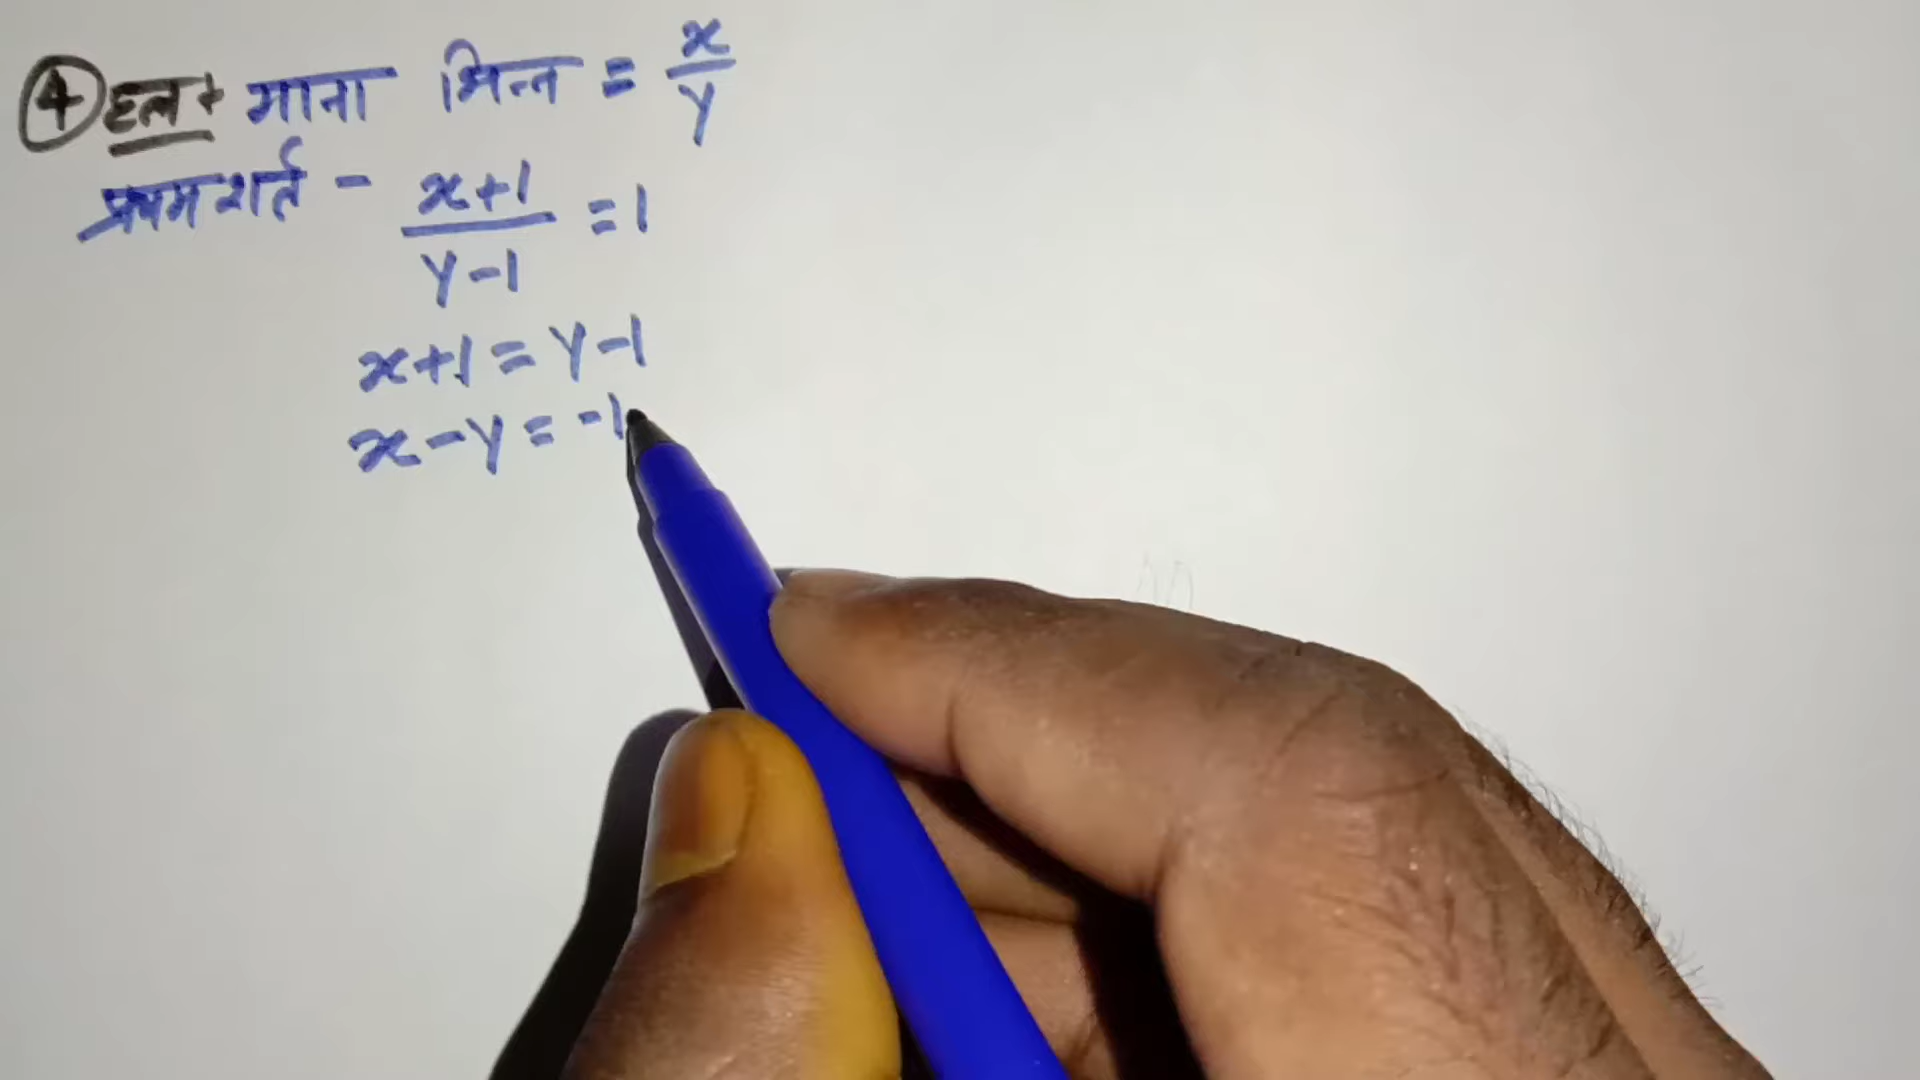 ④ हल→ माना भिन्न = x/y
प्रथम शर्त - (x+1)/(y-1) = 1
x+1 = y-1
x-y = -1